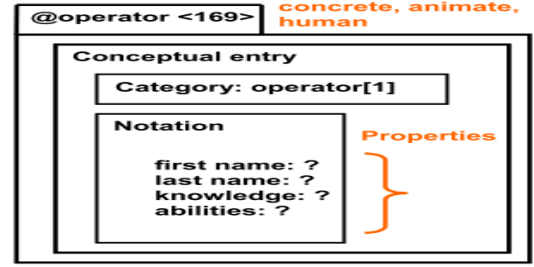 @operator <169>
concrete, animate,
human
Conceptual entry
Category: operator[1]
Notation
Properties
first name: ?
last name: ?
knowledge: ?
abilities: ?